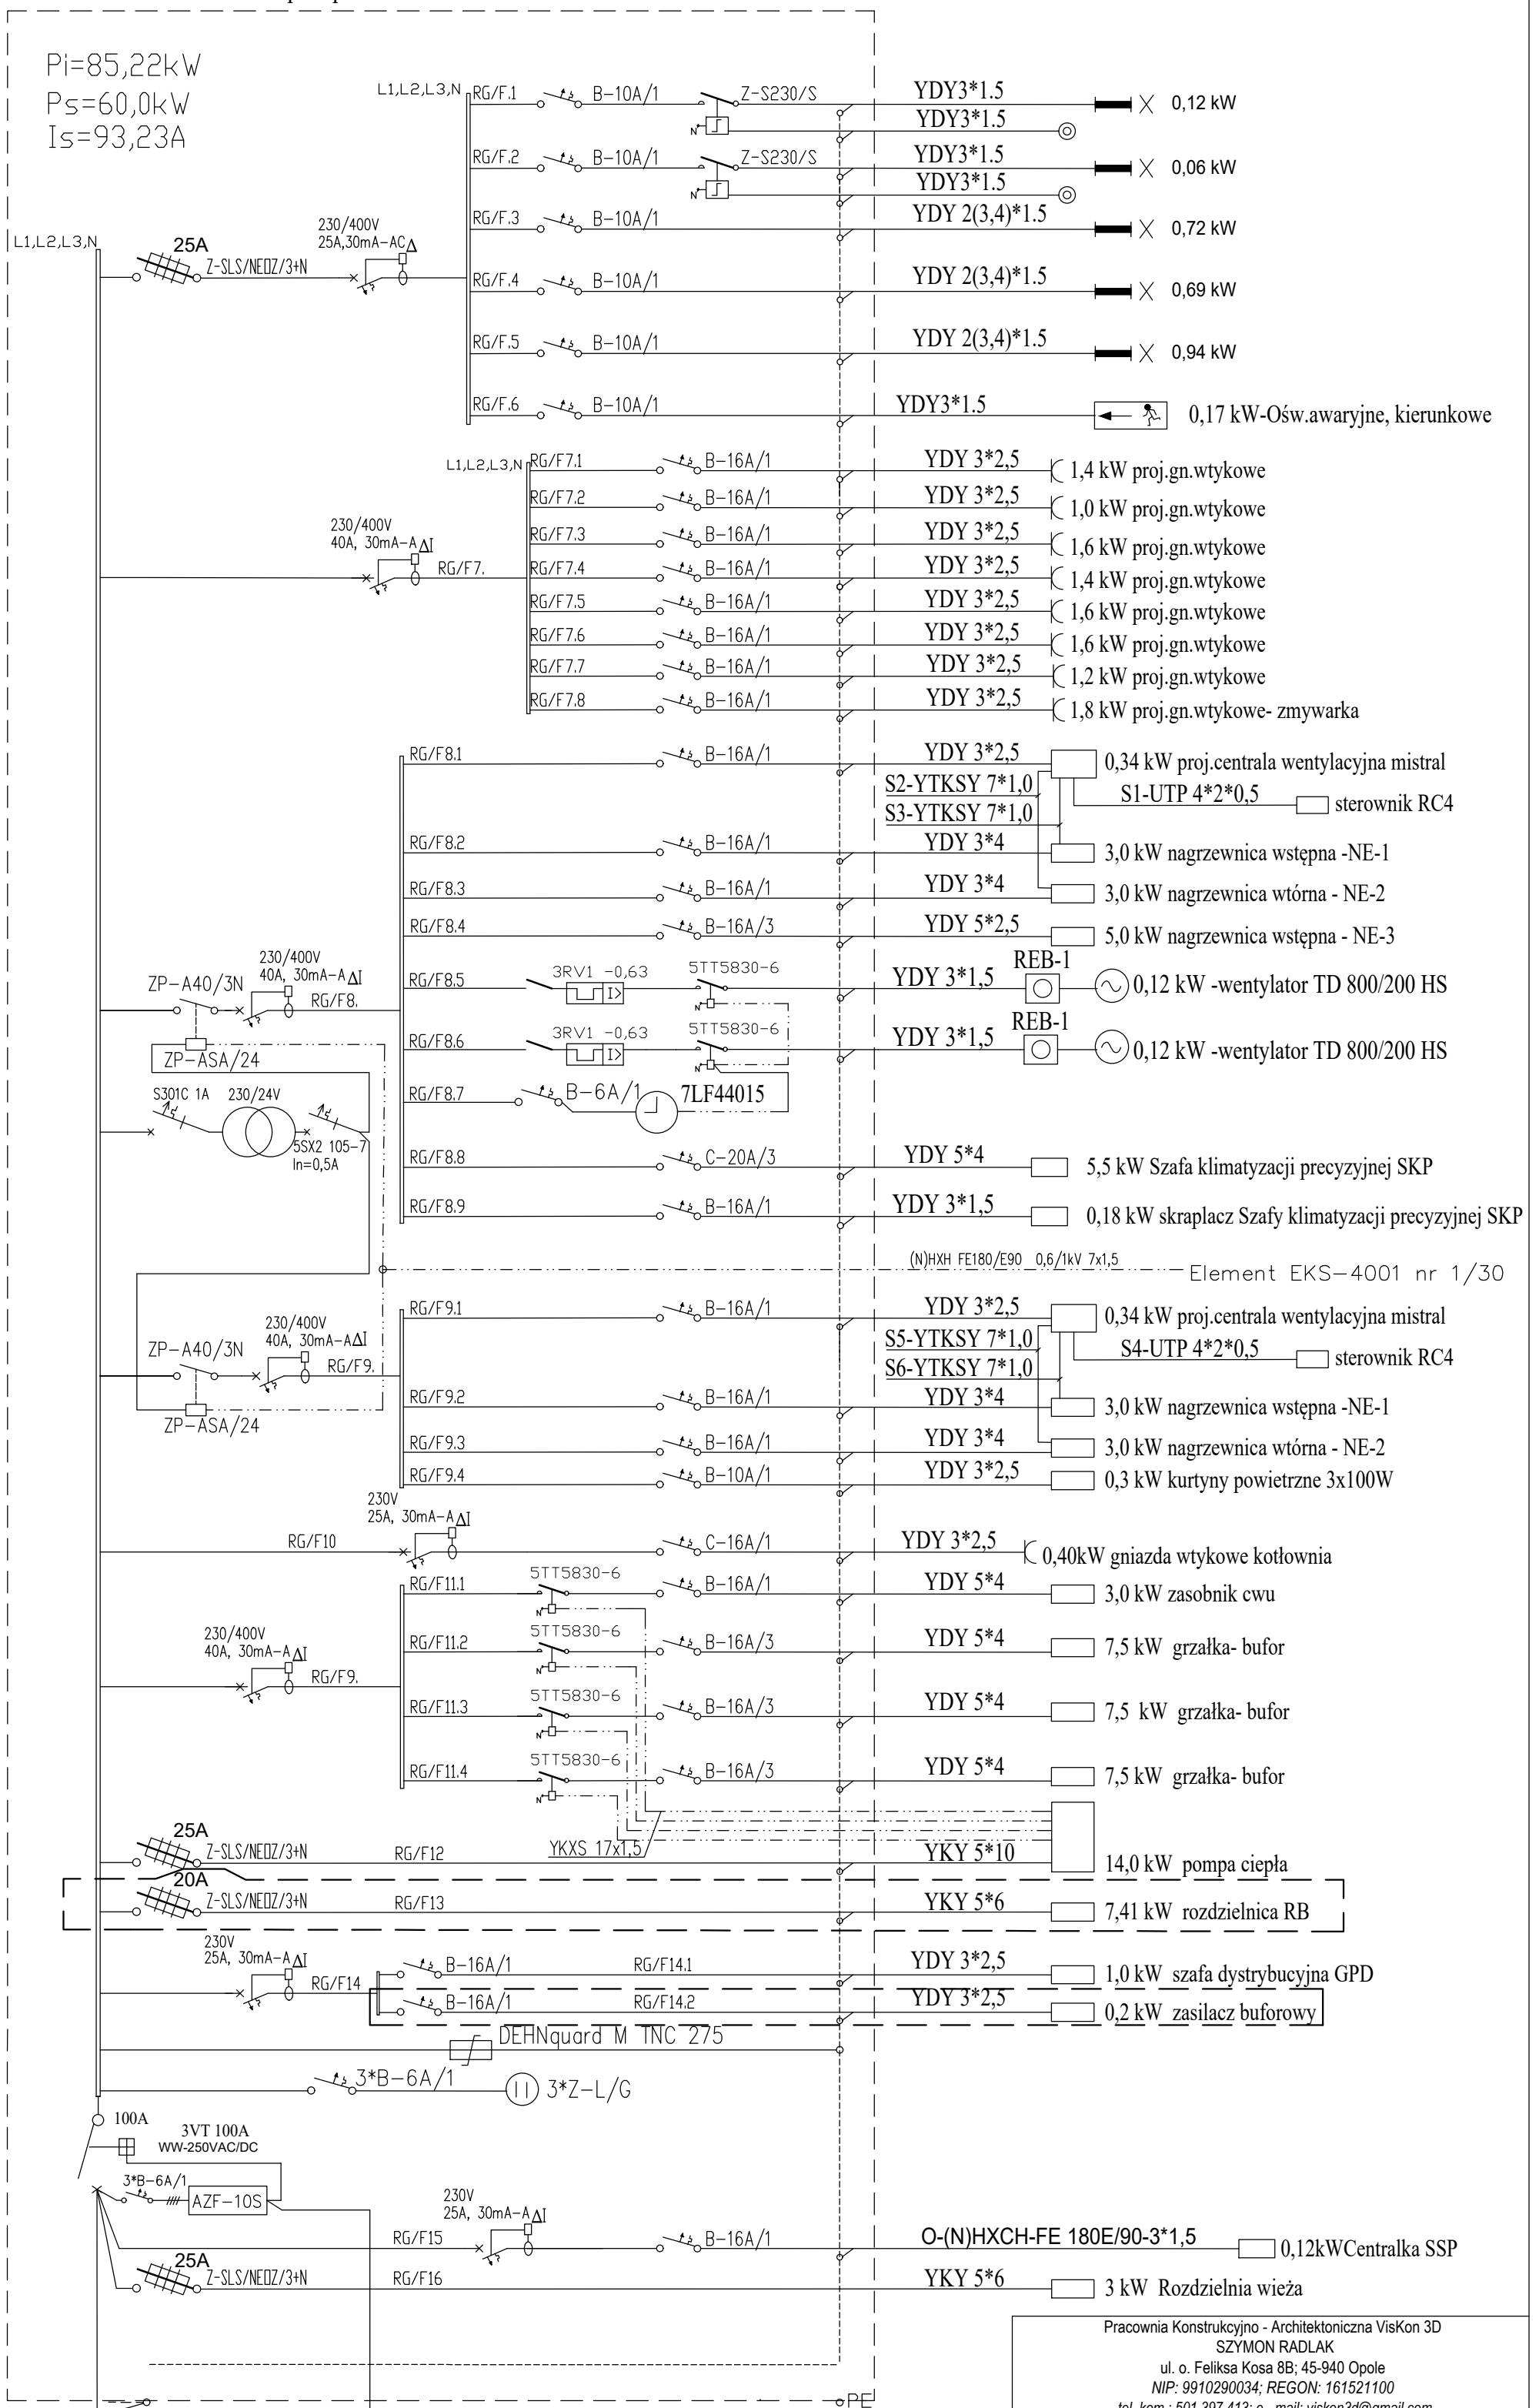 Pi=85,22kW
Ps=60,0kW
Is=93,23A
L1,L2,L3,N
RG/F.1 B-10A/1 Z-S230/S YDY3*1.5 0,12 kW
N YDY3*1.5
RG/F.2 B-10A/1 Z-S230/S YDY3*1.5 0,06 kW
N YDY3*1.5
RG/F.3 B-10A/1 YDY 2(3,4)*1.5 0,72 kW
L1,L2,L3,N
25A
Z-SLS/NEOZ/3+N
230/400V
25A,30mA-AC Δ
RG/F.4 B-10A/1 YDY 2(3,4)*1.5 0,69 kW
RG/F.5 B-10A/1 YDY 2(3,4)*1.5 0,94 kW
RG/F.6 B-10A/1 YDY3*1.5 0,17 kW-Ośw.awaryjne, kierunkowe
L1,L2,L3,N
RG/F7.1 B-16A/1 YDY 3*2,5 1,4 kW proj.gn.wtykowe
RG/F7.2 B-16A/1 YDY 3*2,5 1,0 kW proj.gn.wtykowe
RG/F7.3 B-16A/1 YDY 3*2,5 1,6 kW proj.gn.wtykowe
230/400V
40A, 30mA-A ΔI
RG/F7.
RG/F7.4 B-16A/1 YDY 3*2,5 1,4 kW proj.gn.wtykowe
RG/F7.5 B-16A/1 YDY 3*2,5 1,6 kW proj.gn.wtykowe
RG/F7.6 B-16A/1 YDY 3*2,5 1,6 kW proj.gn.wtykowe
RG/F7.7 B-16A/1 YDY 3*2,5 1,2 kW proj.gn.wtykowe
RG/F7.8 B-16A/1 YDY 3*2,5 1,8 kW proj.gn.wtykowe- zmywarka
RG/F8.1 B-16A/1 YDY 3*2,5 0,34 kW proj.centrala wentylacyjna mistral
S2-YTKSY 7*1,0 S1-UTP 4*2*0,5 sterownik RC4
S3-YTKSY 7*1,0
RG/F8.2 B-16A/1 YDY 3*4 3,0 kW nagrzewnica wstępna -NE-1
RG/F8.3 B-16A/1 YDY 3*4 3,0 kW nagrzewnica wtórna - NE-2
RG/F8.4 B-16A/3 YDY 5*2,5 5,0 kW nagrzewnica wstępna - NE-3
ZP-A40/3N
230/400V
40A, 30mA-A ΔI
RG/F8.
ZP-ASA/24
RG/F8.5 3RV1 -0,63 I> 5TT5830-6 N YDY 3*1,5 REB-1 0,12 kW -wentylator TD 800/200 HS
RG/F8.6 3RV1 -0,63 I> 5TT5830-6 N YDY 3*1,5 REB-1 0,12 kW -wentylator TD 800/200 HS
RG/F8.7 B-6A/1 7LF44015
S301C 1A 230/24V
5SX2 105-7
In=0,5A
RG/F8.8 C-20A/3 YDY 5*4 5,5 kW Szafa klimatyzacji precyzyjnej SKP
RG/F8.9 B-16A/1 YDY 3*1,5 0,18 kW skraplacz Szafy klimatyzacji precyzyjnej SKP
(N)HXH FE180/E90 0,6/1kV 7x1,5 Element EKS-4001 nr 1/30
RG/F9.1 B-16A/1 YDY 3*2,5 0,34 kW proj.centrala wentylacyjna mistral
ZP-A40/3N
230/400V
40A, 30mA-AΔI
RG/F9.
ZP-ASA/24
S5-YTKSY 7*1,0 S4-UTP 4*2*0,5 sterownik RC4
S6-YTKSY 7*1,0
RG/F9.2 B-16A/1 YDY 3*4 3,0 kW nagrzewnica wstępna -NE-1
RG/F9.3 B-16A/1 YDY 3*4 3,0 kW nagrzewnica wtórna - NE-2
RG/F9.4 B-10A/1 YDY 3*2,5 0,3 kW kurtyny powietrzne 3x100W
230V
25A, 30mA-A ΔI
RG/F10 C-16A/1 YDY 3*2,5 0,40kW gniazda wtykowe kotłownia
RG/F11.1 5TT5830-6 N B-16A/1 YDY 5*4 3,0 kW zasobnik cwu
RG/F11.2 5TT5830-6 N B-16A/3 YDY 5*4 7,5 kW grzałka- bufor
230/400V
40A, 30mA-A ΔI
RG/F9.
RG/F11.3 5TT5830-6 N B-16A/3 YDY 5*4 7,5 kW grzałka- bufor
RG/F11.4 5TT5830-6 N B-16A/3 YDY 5*4 7,5 kW grzałka- bufor
25A
Z-SLS/NEOZ/3+N RG/F12 YKXS 17x1,5 YKY 5*10 14,0 kW pompa ciepła
20A
Z-SLS/NEOZ/3+N RG/F13 YKY 5*6 7,41 kW rozdzielnica RB
230V
25A, 30mA-A ΔI
RG/F14
B-16A/1 RG/F14.1 YDY 3*2,5 1,0 kW szafa dystrybucyjna GPD
B-16A/1 RG/F14.2 YDY 3*2,5 0,2 kW zasilacz buforowy
DEHNquard M TNC 275
3*B-6A/1 3*Z-L/G
100A
3VT 100A
WW-250VAC/DC
3*B-6A/1 AZF-10S
230V
25A, 30mA-A ΔI
RG/F15 B-16A/1 O-(N)HXCH-FE 180E/90-3*1,5 0,12kWCentralka SSP
25A
Z-SLS/NEOZ/3+N RG/F16 YKY 5*6 3 kW Rozdzielnia wieża
Pracownia Konstrukcyjno - Architektoniczna VisKon 3D
SZYMON RADLAK
ul. o. Feliksa Kosa 8B; 45-940 Opole
NIP: 9910290034; REGON: 161521100
tel. kom.: 501 397 413; e - mail: viskon3d@gmail.com
PE